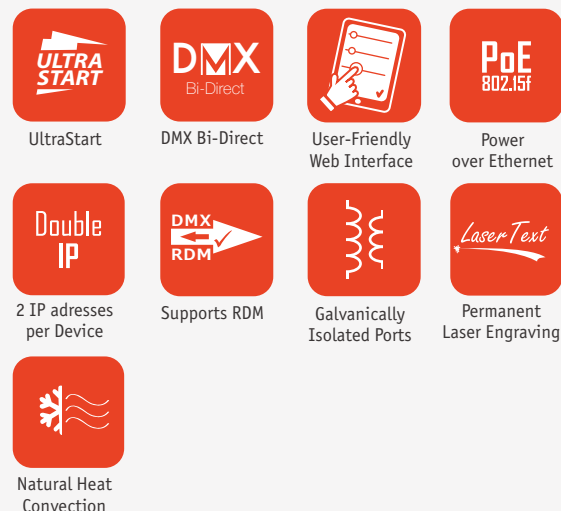 ULTRA
START
UltraStart
DMX
Bi-Direct
DMX Bi-Direct
User-Friendly
Web Interface
PoE
802.15f
Power
over Ethernet
Double
IP
2 IP adresses
per Device
DMX
RDM
Supports RDM
Galvanically
Isolated Ports
LaserText
Permanent
Laser Engraving
Natural Heat
Convection